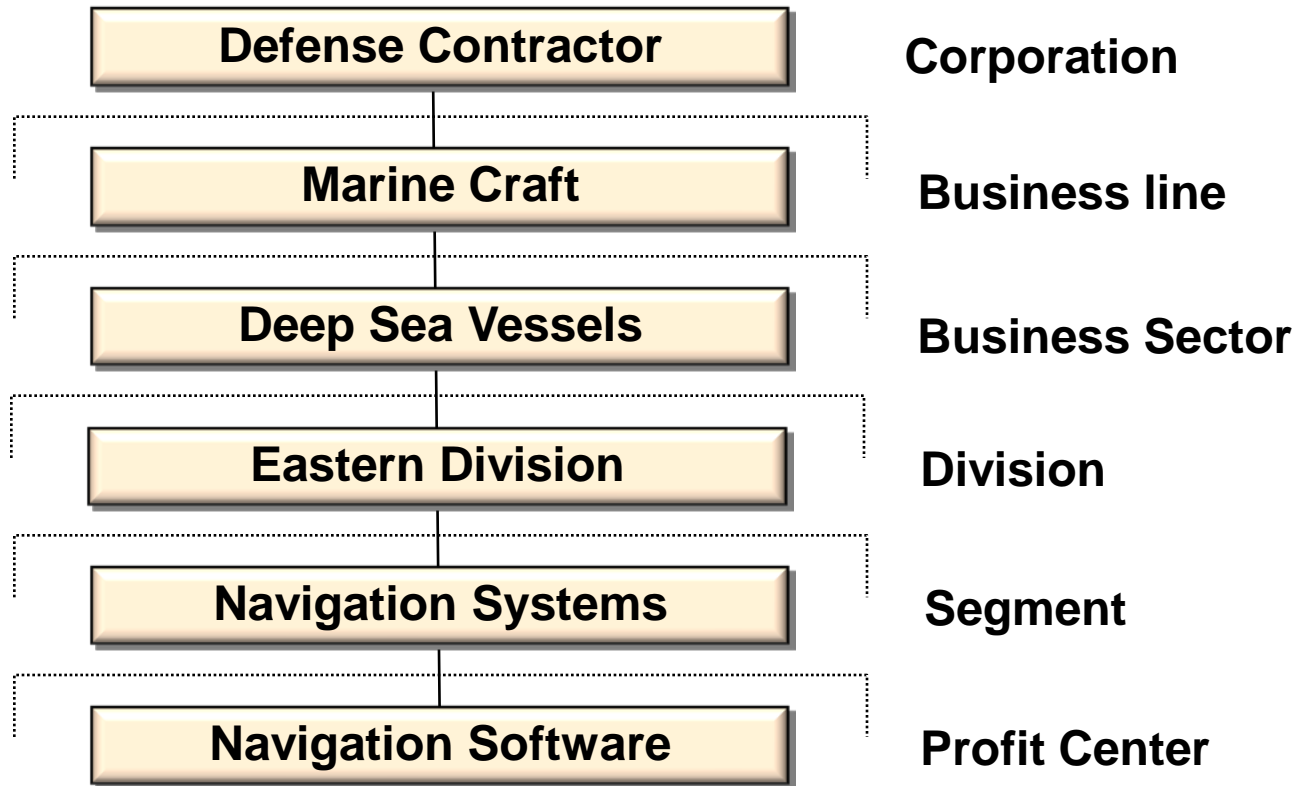 Defense Contractor
Corporation
Marine Craft
Business line
Deep Sea Vessels
Business Sector
Eastern Division
Division
Navigation Systems
Segment
Navigation Software
Profit Center